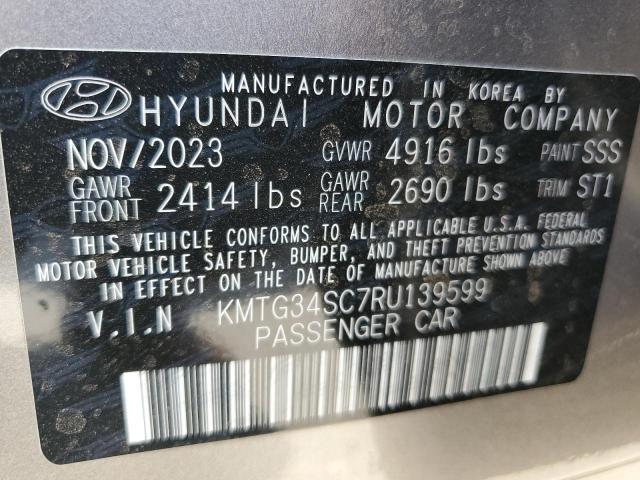 MANUFACTURED IN KOREA BY
HYUNDAI MOTOR COMPANY
NOV/2023 GVWR 4916 lbs PAINT SSS
GAWR FRONT 2414 lbs GAWR REAR 2690 lbs TRIM ST1
THIS VEHICLE CONFORMS TO ALL APPLICABLE U.S.A. FEDERAL
MOTOR VEHICLE SAFETY, BUMPER, AND THEFT PREVENTION STANDARDS
IN EFFECT ON THE DATE OF MANUFACTURE SHOWN ABOVE
V.I.N KMTG34SC7RU139599
PASSENGER CAR